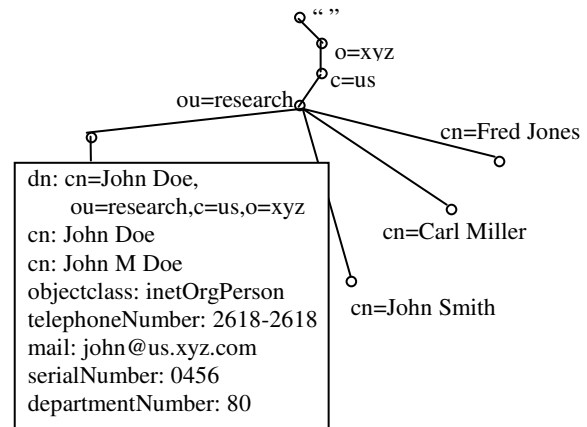 “ ”
o=xyz
c=us
ou=research
cn=Fred Jones
cn=Carl Miller
cn=John Smith
dn: cn=John Doe,
ou=research,c=us,o=xyz
cn: John Doe
cn: John M Doe
objectclass: inetOrgPerson
telephoneNumber: 2618-2618
mail: john@us.xyz.com
serialNumber: 0456
departmentNumber: 80